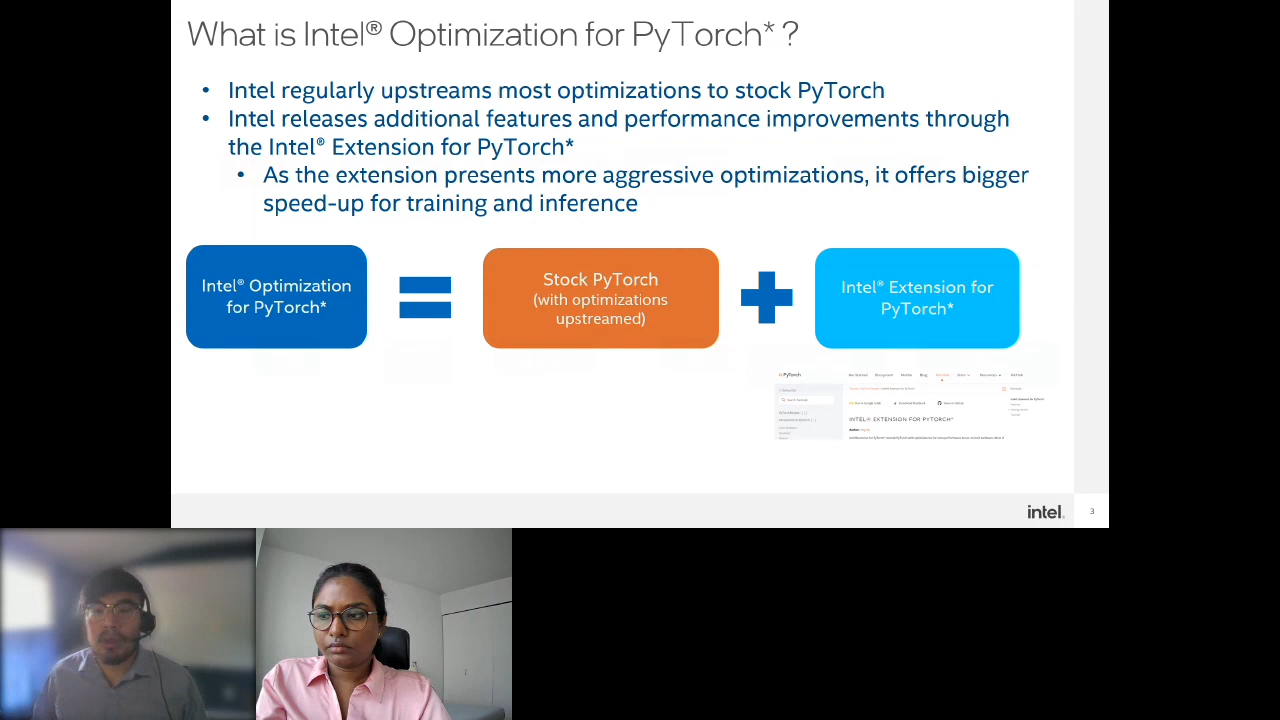 What is Intel® Optimization for PyTorch* ?
• Intel regularly upstreams most optimizations to stock PyTorch
• Intel releases additional features and performance improvements through
the Intel® Extension for PyTorch*
• As the extension presents more aggressive optimizations, it offers bigger
speed-up for training and inference
Intel® Optimization
for PyTorch*
Stock PyTorch
(with optimizations
upstreamed)
Intel® Extension for
PyTorch*
PyTorch
INTEL® EXTENSION FOR PYTORCH*
intel.
3